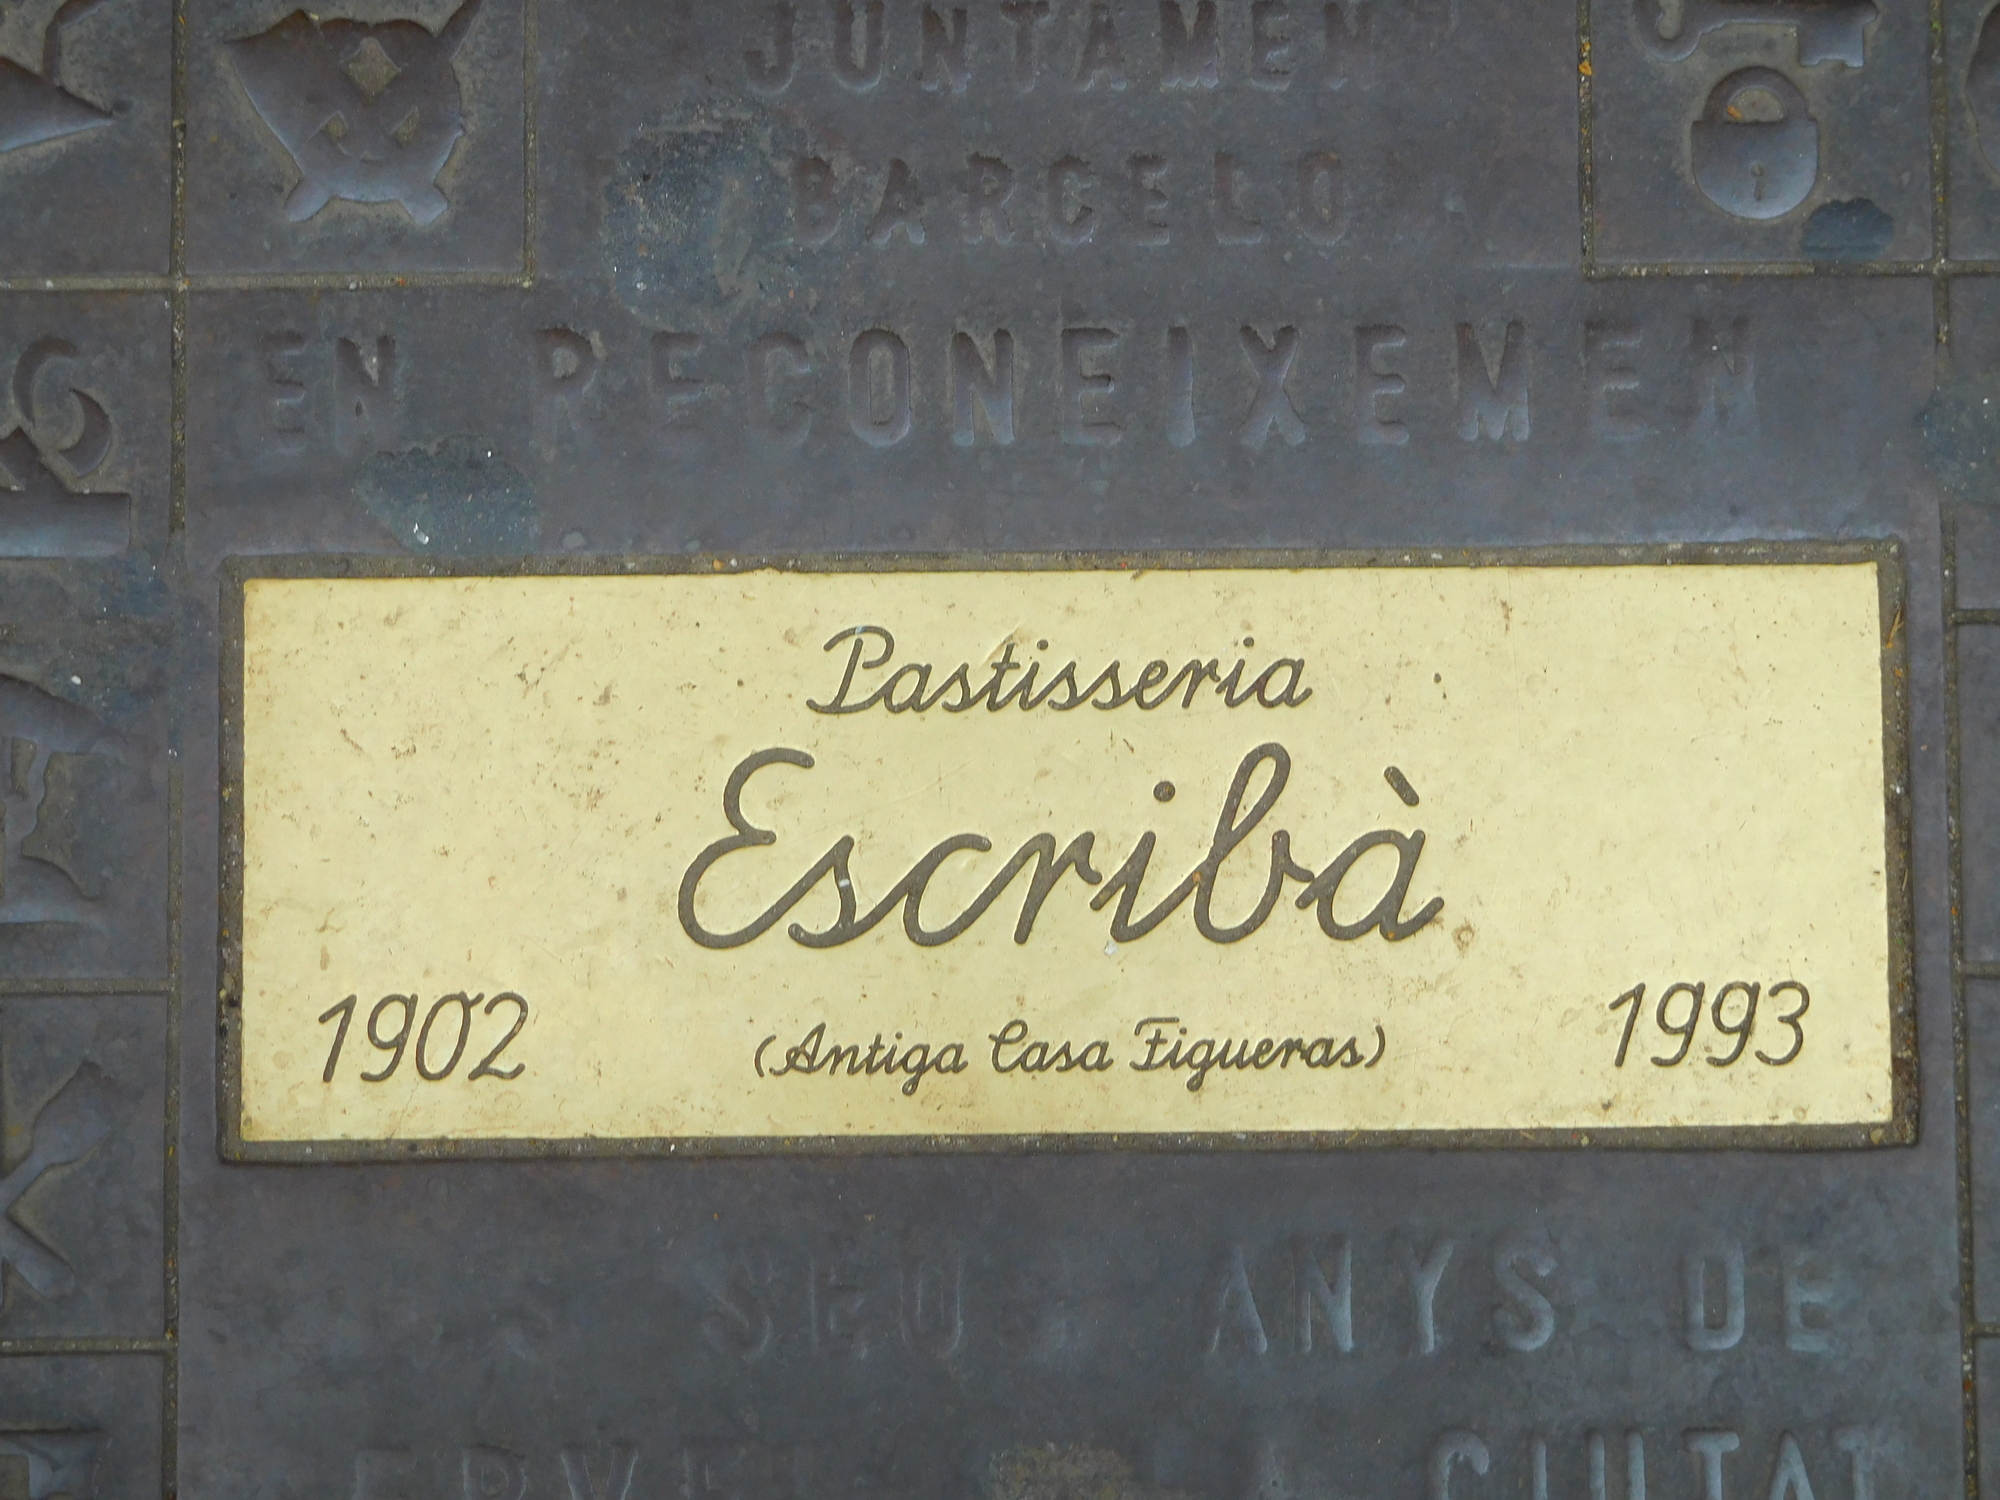 JUNTAMEN
BARCELO
EN RECONEIXEMEN
Pastisseria
Escribà
1902 (Antiga Casa Figueras) 1993
SEU ANYS DE
CIUTAT